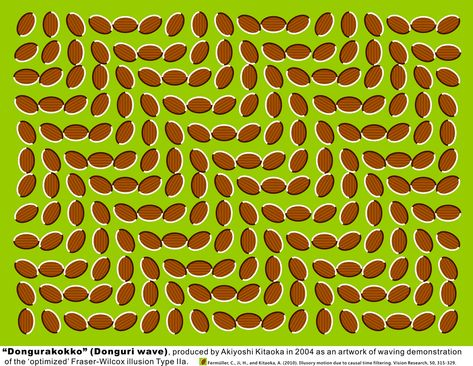 “Dongurakokko” (Donguri wave), produced by Akiyoshi Kitaoka in 2004 as an artwork of waving demonstration
of the ‘optimized’ Fraser-Wilcox illusion Type IIa. Fermüller, C., Ji, H., and Kitaoka, A. (2010). Illusory motion due to causal time filtering. Vision Research, 50, 315-329.